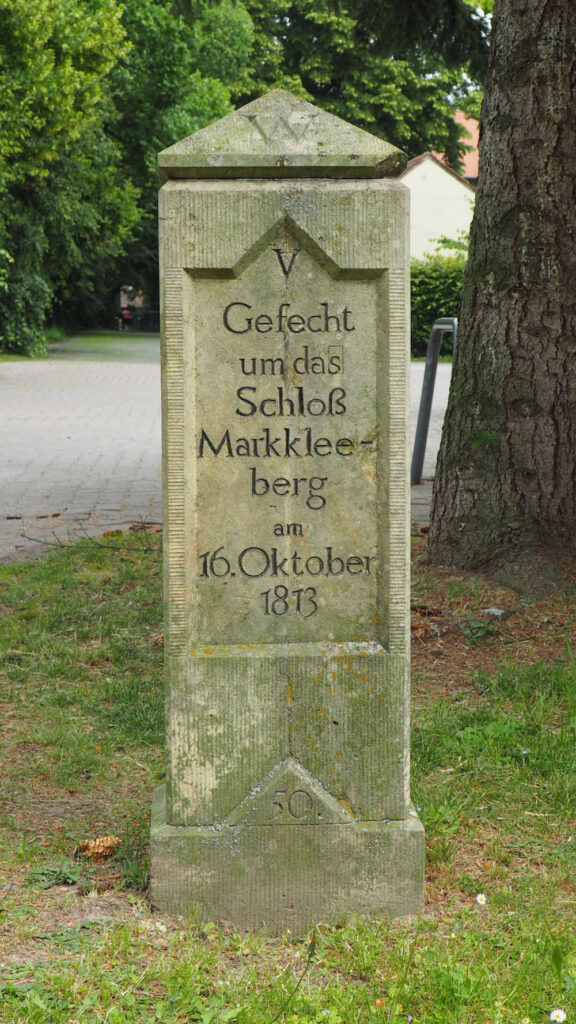 W
V
Gefecht
um das
Schloß
Markklee-
berg
am
16. Oktober
1813
50